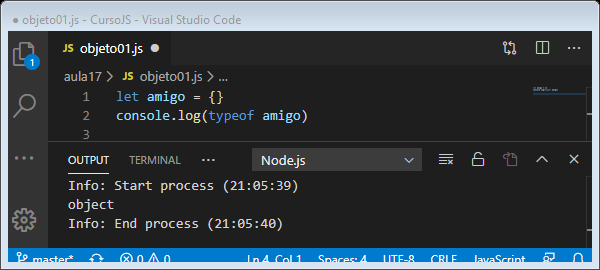 ● objeto01.js - CursoJS - Visual Studio Code
JS objeto01.js ●
aula17 > JS objeto01.js > ...
1 let amigo = {}
2 console.log(typeof amigo)
3
OUTPUT TERMINAL ··· Node.js
Info: Start process (21:05:39)
object
Info: End process (21:05:40)
1
master* 0 0 Ln 4, Col 1 Spaces: 4 UTF-8 CRLF JavaScript